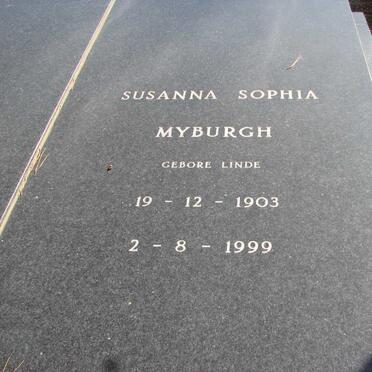 SUSANNA SOPHIA
MYBURGH
GEBORE LINDE
19 - 12 - 1903
2 - 8 - 1999